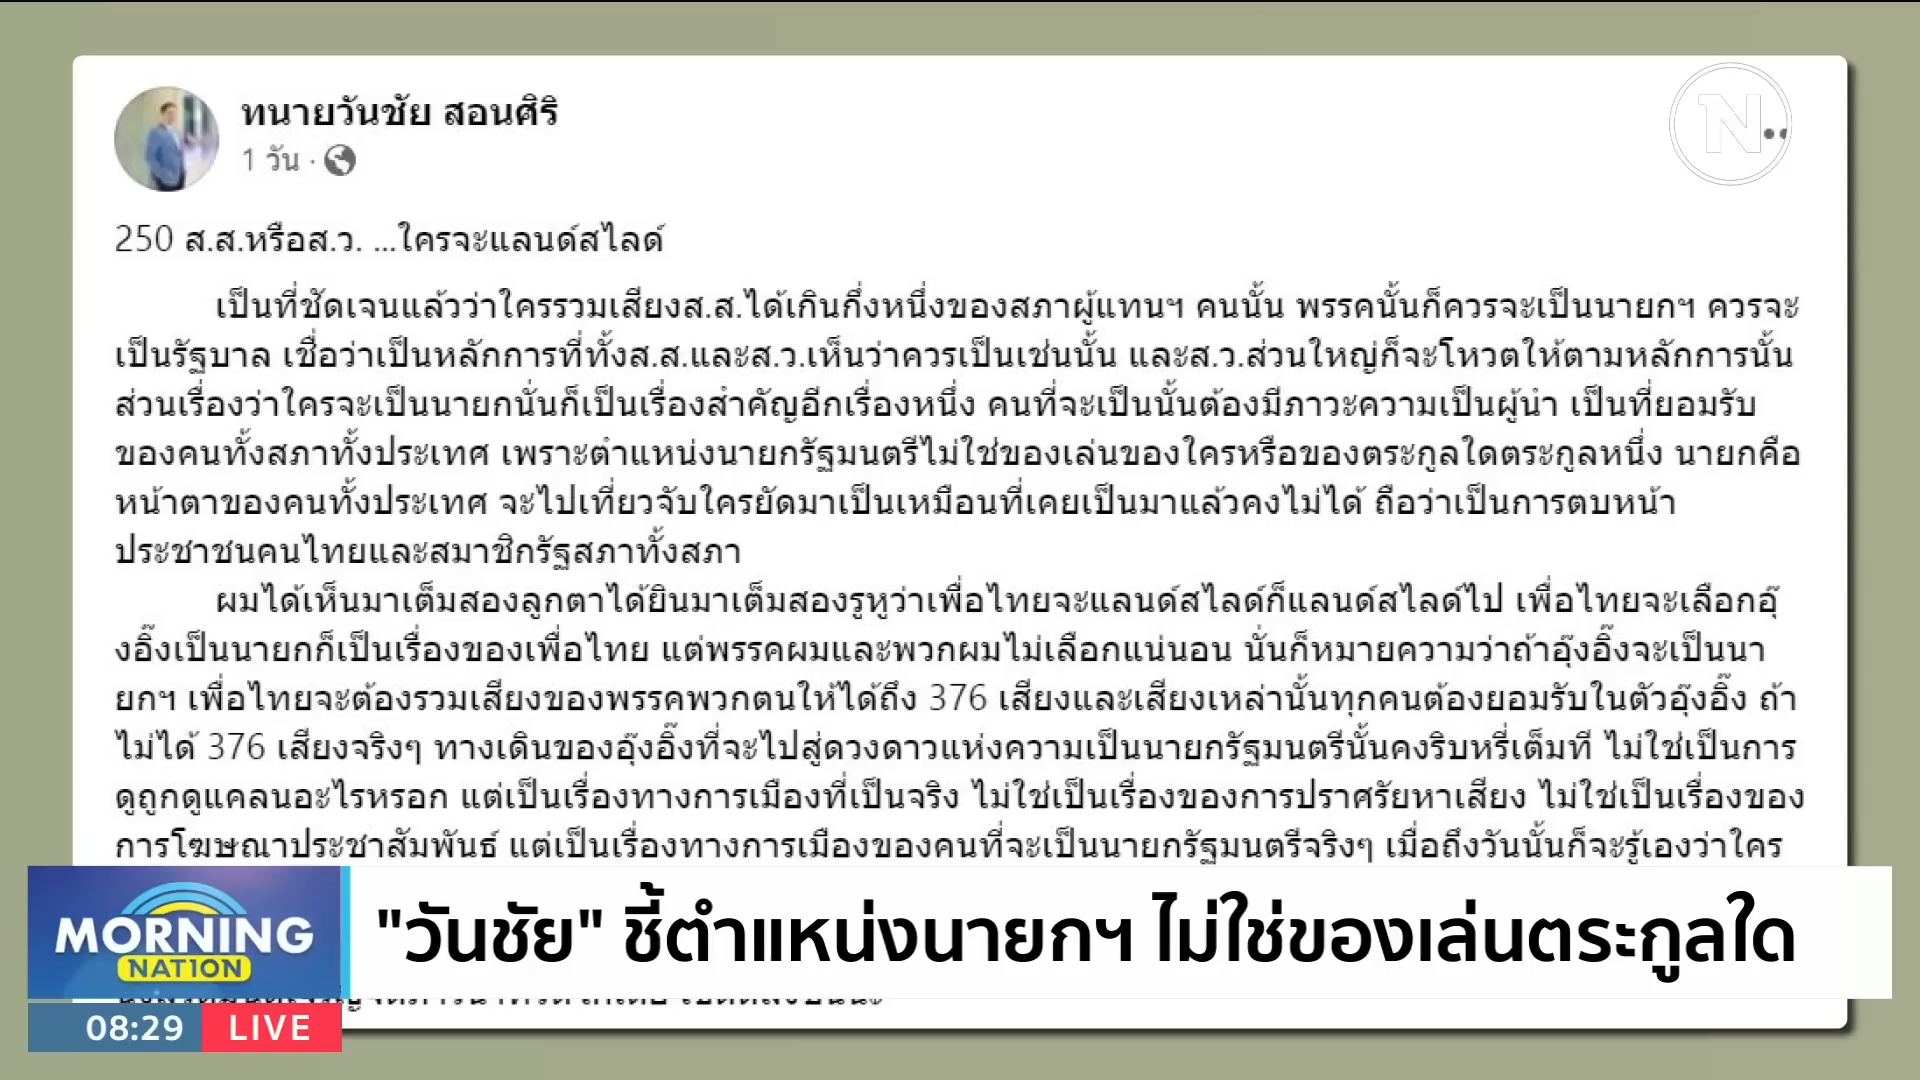 ทนายวันชัย สอนศิริ
1 วัน ·
N
250 ส.ส.หรือส.ว. ...ใครจะแลนด์สไลด์
เป็นที่ชัดเจนแล้วว่าใครรวมเสียงส.ส.ได้เกินกึ่งหนึ่งของสภาผู้แทนฯ คนนั้น พรรคนั้นก็ควรจะเป็นนายกฯ ควรจะ
เป็นรัฐบาล เชื่อว่าเป็นหลักการที่ทั้งส.ส.และส.ว.เห็นว่าควรเป็นเช่นนั้น และส.ว.ส่วนใหญ่ก็จะโหวตให้ตามหลักการนั้น
ส่วนเรื่องว่าใครจะเป็นนายกนั่นก็เป็นเรื่องสำคัญอีกเรื่องหนึ่ง คนที่จะเป็นนั้นต้องมีภาวะความเป็นผู้นำ เป็นที่ยอมรับ
ของคนทั้งสภาทั้งประเทศ เพราะตำแหน่งนายกรัฐมนตรีไม่ใช่ของเล่นของใครหรือของตระกูลใดตระกูลหนึ่ง นายกคือ
หน้าตาของคนทั้งประเทศ จะไปเที่ยวจับใครยัดมาเป็นเหมือนที่เคยเป็นมาแล้วคงไม่ได้ ถือว่าเป็นการตบหน้า
ประชาชนคนไทยและสมาชิกรัฐสภาทั้งสภา
ผมได้เห็นมาเต็มสองลูกตาได้ยินมาเต็มสองรูหูว่าเพื่อไทยจะแลนด์สไลด์ก็แลนด์สไลด์ไป เพื่อไทยจะเลือกอุ๊
งอิ๊งเป็นนายกก็เป็นเรื่องของเพื่อไทย แต่พรรคผมและพวกผมไม่เลือกแน่นอน นั่นก็หมายความว่าถ้าอุ๊งอิ๊งจะเป็นนา
ยกฯ เพื่อไทยจะต้องรวมเสียงของพรรคพวกตนให้ได้ถึง 376 เสียงและเสียงเหล่านั้นทุกคนต้องยอมรับในตัวอุ๊งอิ๊ง ถ้า
ไม่ได้ 376 เสียงจริงๆ ทางเดินของอุ๊งอิ๊งที่จะไปสู่ดวงดาวแห่งความเป็นนายกรัฐมนตรีนั้นคงริบหรี่เต็มที ไม่ใช่เป็นการ
ดูถูกดูแคลนอะไรหรอก แต่เป็นเรื่องทางการเมืองที่เป็นจริง ไม่ใช่เป็นเรื่องของการปราศรัยหาเสียง ไม่ใช่เป็นเรื่องของ
การโฆษณาประชาสัมพันธ์ แต่เป็นเรื่องทางการเมืองของคนที่จะเป็นนายกรัฐมนตรีจริงๆ เมื่อถึงวันนั้นก็จะรู้เองว่าใคร
MORNING
NATION
"วันชัย" ชี้ตำแหน่งนายกฯ ไม่ใช่ของเล่นตระกูลใด
08:29 LIVE